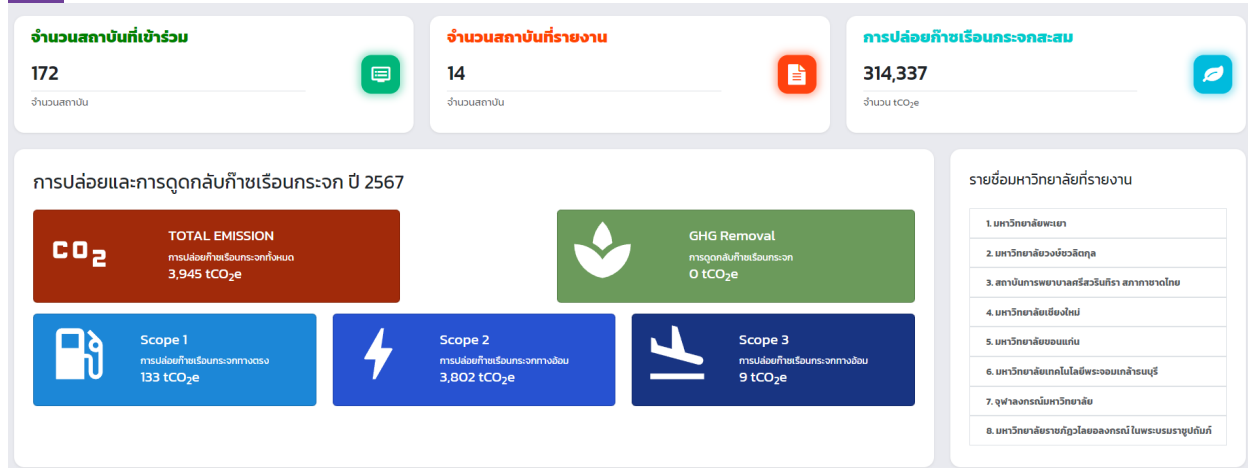 จำนวนสถาบันที่เข้าร่วม
172
จำนวนสถาบัน
จำนวนสถาบันที่รายงาน
14
จำนวนสถาบัน
การปล่อยก๊าซเรือนกระจกสะสม
314,337
จำนวน tCO₂e
การปล่อยและการดูดกลับก๊าซเรือนกระจก ปี 2567
CO₂
TOTAL EMISSION
การปล่อยก๊าซเรือนกระจกทั้งหมด
3,945 tCO₂e
GHG Removal
การดูดกลับก๊าซเรือนกระจก
0 tCO₂e
Scope 1
การปล่อยก๊าซเรือนกระจกทางตรง
133 tCO₂e
Scope 2
การปล่อยก๊าซเรือนกระจกทางอ้อม
3,802 tCO₂e
Scope 3
การปล่อยก๊าซเรือนกระจกทางอ้อม
9 tCO₂e
รายชื่อมหาวิทยาลัยที่รายงาน
1. มหาวิทยาลัยพะเยา
2. มหาวิทยาลัยวงษ์ชวลิตกุล
3. สถาบันการพยาบาลศรีสวรินทิรา สภากาชาดไทย
4. มหาวิทยาลัยเชียงใหม่
5. มหาวิทยาลัยขอนแก่น
6. มหาวิทยาลัยเทคโนโลยีพระจอมเกล้าธนบุรี
7. จุฬาลงกรณ์มหาวิทยาลัย
8. มหาวิทยาลัยราชภัฏวไลยอลงกรณ์ ในพระบรมราชูปถัมภ์